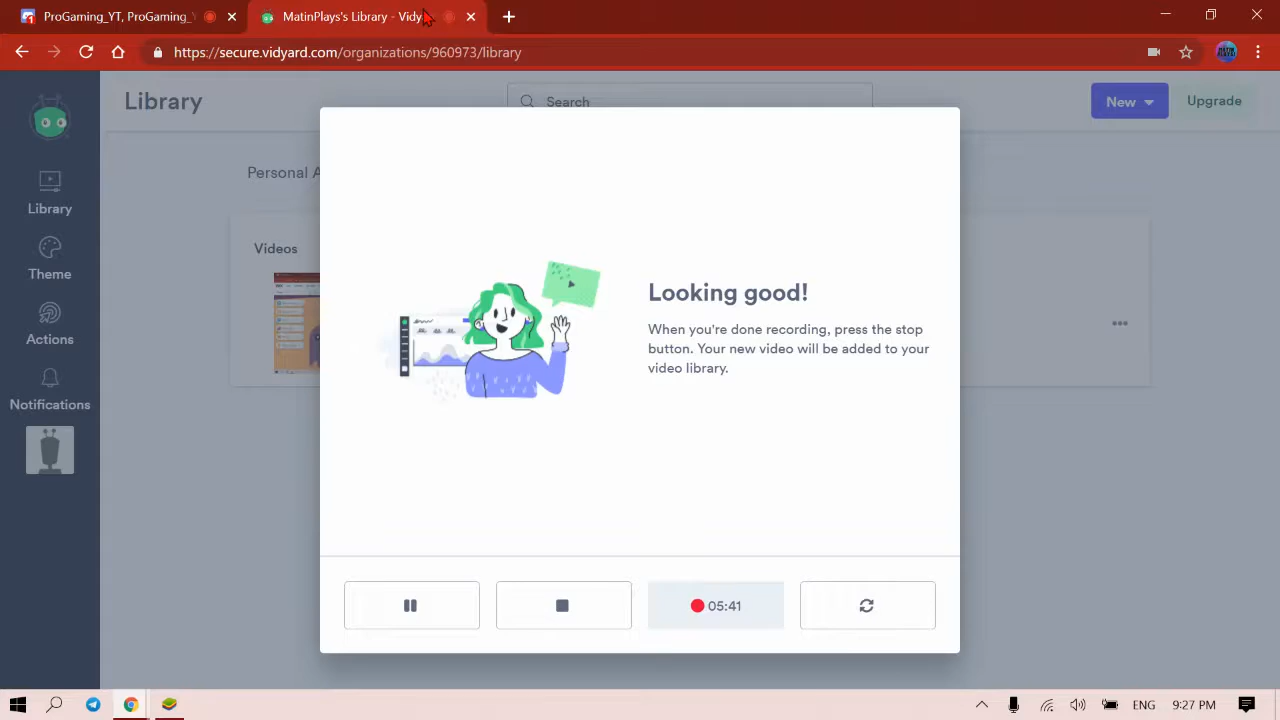 ProGaming_YT, ProGaming_
MatinPlays's Library - Vidy
https://secure.vidyard.com/organizations/960973/library
Library
Search
New
Upgrade
Personal A
Library
Theme
Actions
Notifications
Videos
Looking good!
When you're done recording, press the stop
button. Your new video will be added to your
video library.
05:41
ENG
9:27 PM